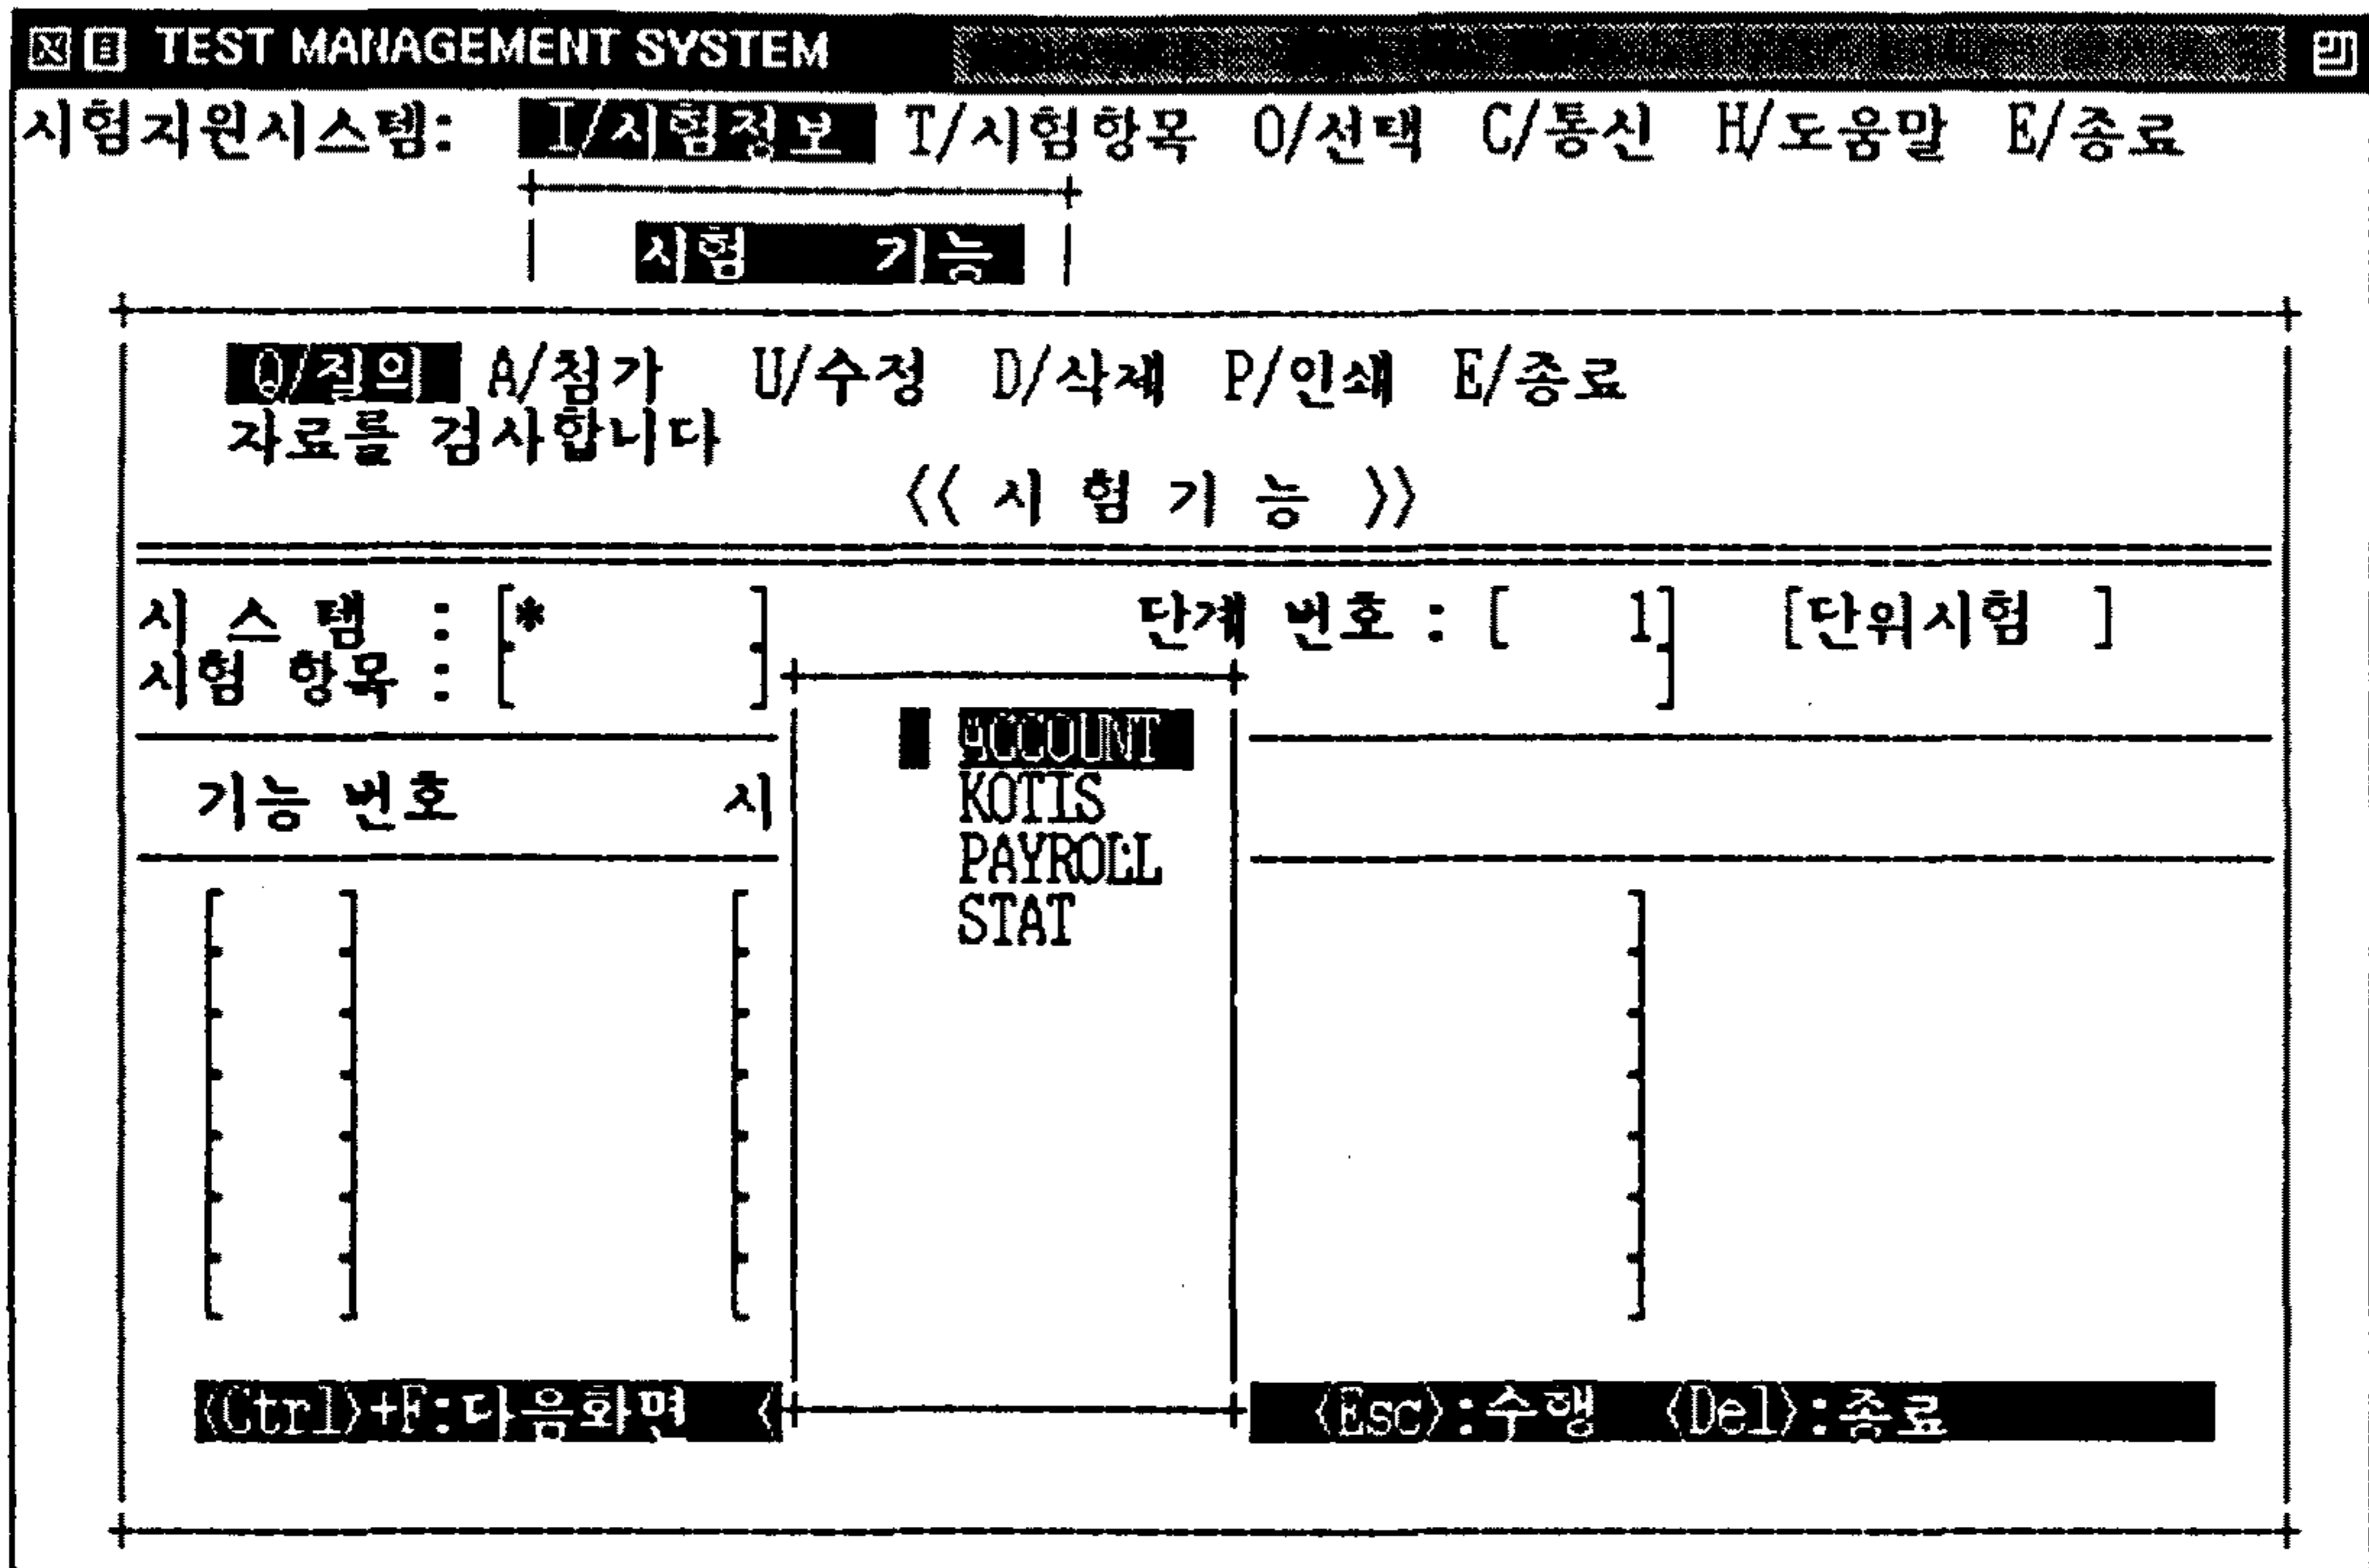 TEST MANAGEMENT SYSTEM
시험지원시스템: I/시험정보 T/시험항목 O/선택 C/통신 H/도움말 E/종료
시험 기능
Q/질의 A/첨가 U/수정 D/삭제 P/인쇄 E/종료
자료를 검사합니다
<< 시 험 기 능 >>
시 스 템 : [* ] 단계 번호 : [ 1] [단위시험 ]
시험 항목 : [ ] ]
ACCOUNT
기능 번호 시 KOTIS
PAYROLL
STAT
<Ctrl>+F:다음화면 < <Esc>:수행 <Del>:종료